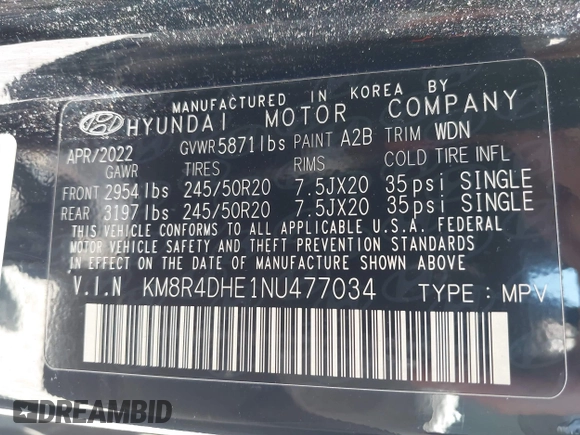 MANUFACTURED IN KOREA BY
HYUNDAI MOTOR COMPANY
APR/2022 GVWR 5871lbs PAINT A2B TRIM WDN
GAWR TIRES RIMS COLD TIRE INFL
FRONT 2954 lbs 245/50R20 7.5JX20 35psi SINGLE
REAR 3197 lbs 245/50R20 7.5JX20 35psi SINGLE
THIS VEHICLE CONFORMS TO ALL APPLICABLE U.S.A. FEDERAL
MOTOR VEHICLE SAFETY AND THEFT PREVENTION STANDARDS
IN EFFECT ON THE DATE OF MANUFACTURE SHOWN ABOVE.
V.I.N KM8R4DHE1NU477034 TYPE : MPV
DREAMBID